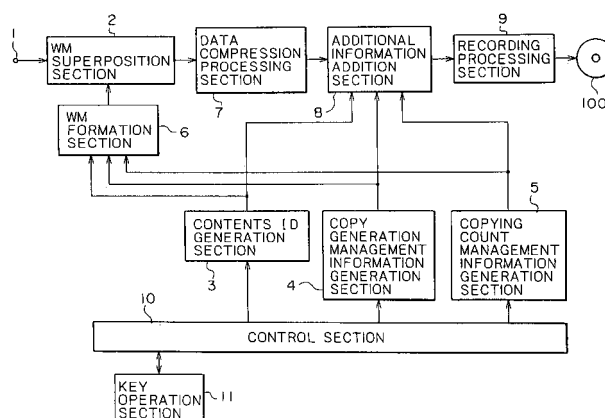 1
2
WM
SUPERPOSITION
SECTION
DATA
COMPRESSION
PROCESSING
SECTION
7
ADDITIONAL
INFORMATION
ADDITION
SECTION
8
9
RECORDING
PROCESSING
SECTION
100
WM
FORMATION
SECTION
6
CONTENTS ID
GENERATION
SECTION
3
COPY
GENERATION
MANAGEMENT
INFORMATION
GENERATION
SECTION
4
5
COPYING
COUNT
MANAGEMENT
INFORMATION
GENERATION
SECTION
10
CONTROL SECTION
KEY
OPERATION
SECTION
11